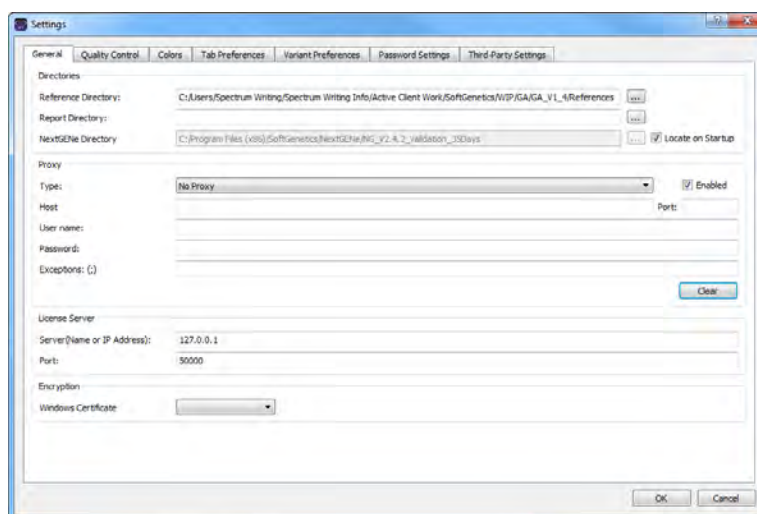 Settings
General Quality Control Colors Tab Preferences Variant Preferences Password Settings Third-Party Settings
Directories
Reference Directory: C:/Users/Spectrum Writing/Spectrum Writing Info/Active Client Work/SoftGenetics/WIP/GA/GA_V1_4/References ...
Report Directory: ...
NextGENe Directory C:/Program Files (x86)/SoftGenetics/NextGENe/NG_V2.4.2_Validation_35Days ... Locate on Startup
Proxy
Type: No Proxy Enabled
Host Port:
User name:
Password:
Exceptions: (;)
Clear
License Server
Server(Name or IP Address): 127.0.0.1
Port: 50000
Encryption
Windows Certificate
OK Cancel